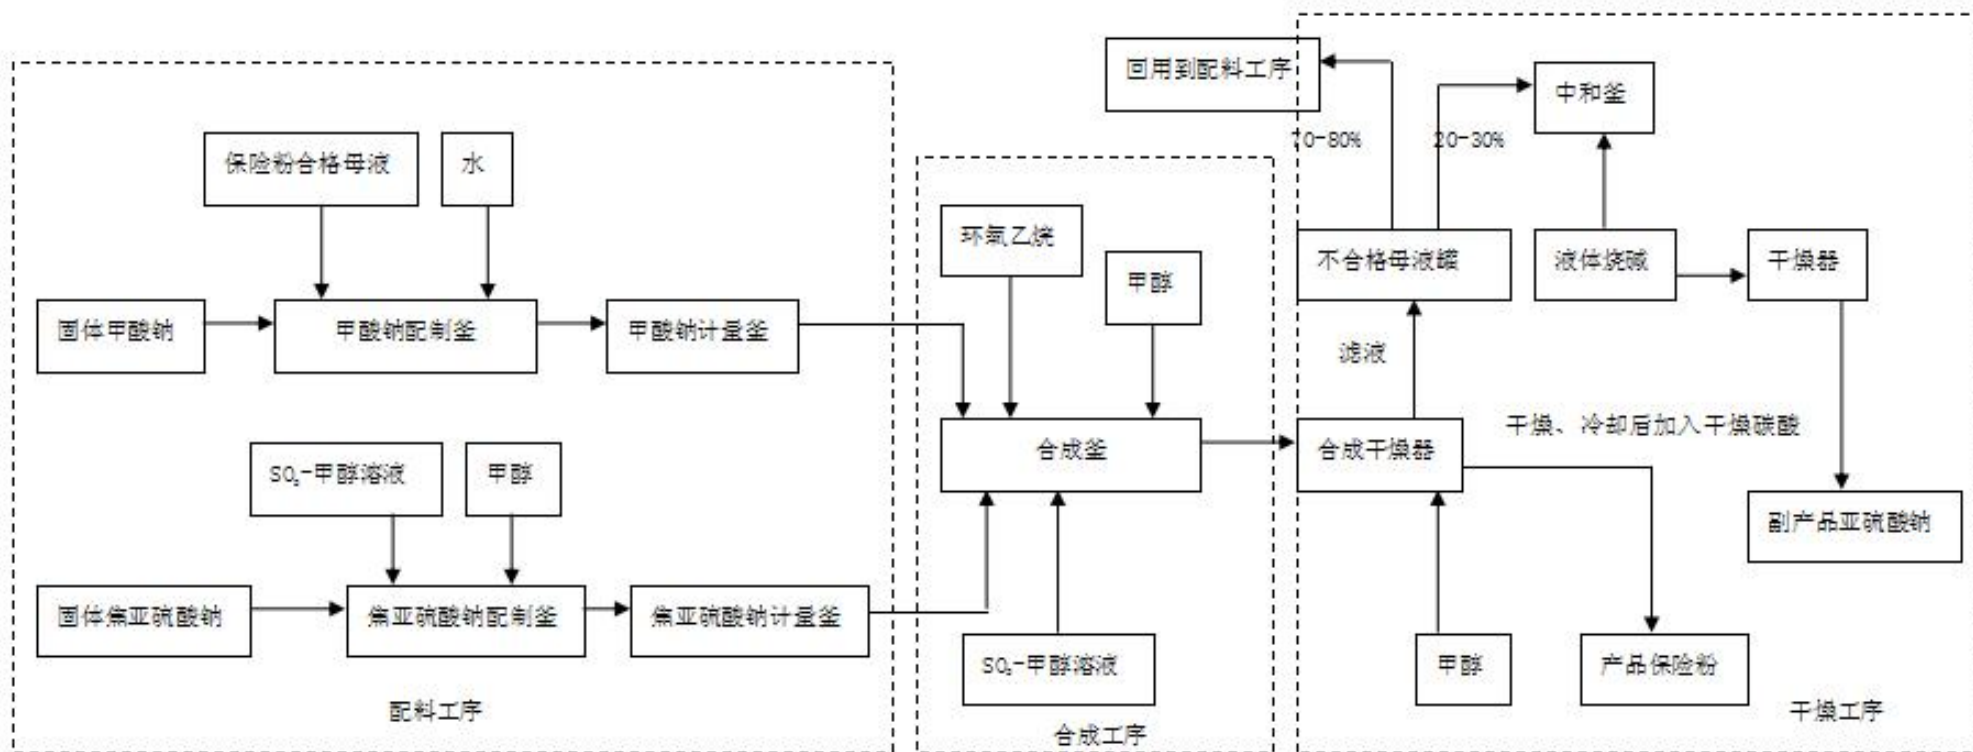 回用到配料工序
中和釜
70-80%
20-30%
保险粉合格母液
水
环氧乙烷
甲醇
不合格母液罐
液体烧碱
干燥器
固体甲酸钠
甲酸钠配制釜
甲酸钠计量釜
滤液
干燥、冷却后加入干燥碳酸
合成釜
合成干燥器
SO₂-甲醇溶液
甲醇
副产品亚硫酸钠
固体焦亚硫酸钠
焦亚硫酸钠配制釜
焦亚硫酸钠计量釜
SO₂-甲醇溶液
甲醇
产品保险粉
配料工序
合成工序
干燥工序